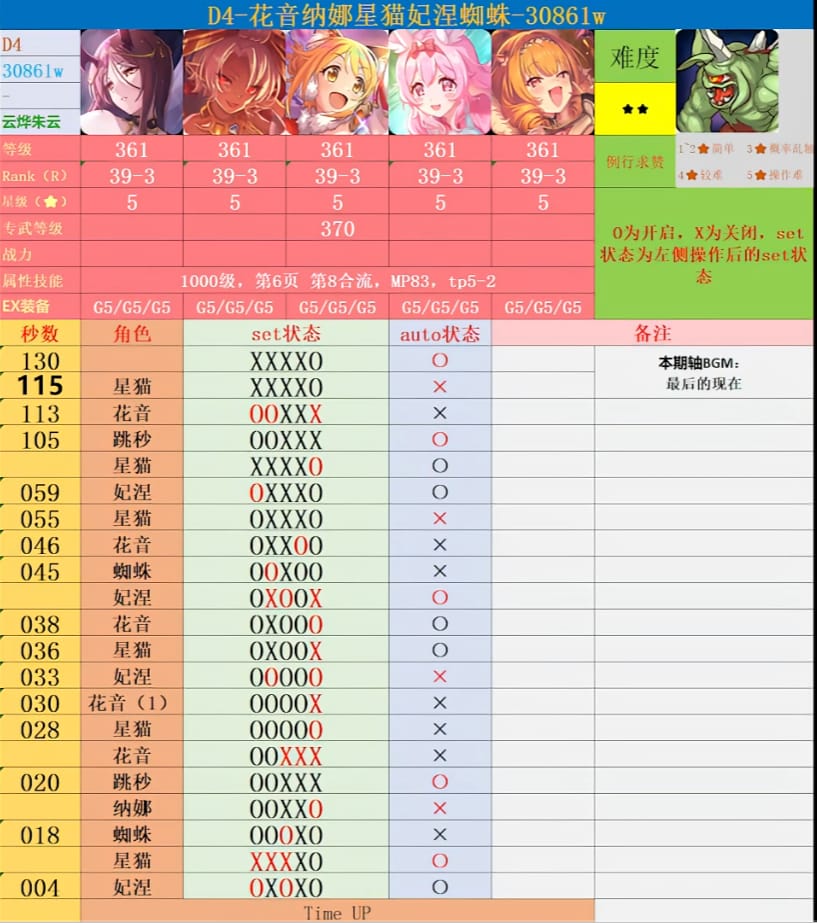 D4-花音纳娜星猫妃涅蜘蛛-30861w
D4
30861w
-
云烨朱云
难度
★★
等级 361 361 361 361 361
Rank（R） 39-3 39-3 39-3 39-3 39-3
星级（⭐） 5 5 5 5 5
专武等级 370
战力
属性技能 1000级，第6页 第8合流，MP83，tp5-2
EX装备 G5/G5/G5 G5/G5/G5 G5/G5/G5 G5/G5/G5 G5/G5/G5
例行求赞
1~2⭐简单 3⭐概率乱轴
4⭐较难 5⭐操作难
O为开启，X为关闭，set
状态为左侧操作后的set状
态
秒数 角色 set状态 auto状态 备注
130 XXXXO ○ 本期轴BGM：
115 星猫 XXXXO × 最后的现在
113 花音 OOXXX ×
105 跳秒 OOXXX ○
星猫 XXXXO ○
059 妃涅 OXXXO ○
055 星猫 OXXXO ×
046 花音 OXXOO ×
045 蜘蛛 OOXOO ×
妃涅 OXOOX ○
038 花音 OXOOO ○
036 星猫 OXOOX ○
033 妃涅 OOOOO ×
030 花音（1） OOOOX ×
028 星猫 OOOOO ×
花音 OOXXX ×
020 跳秒 OOXXX ○
纳娜 OOXXO ×
018 蜘蛛 OOOXO ×
星猫 XXXXO ○
004 妃涅 OXOXO ○
Time UP